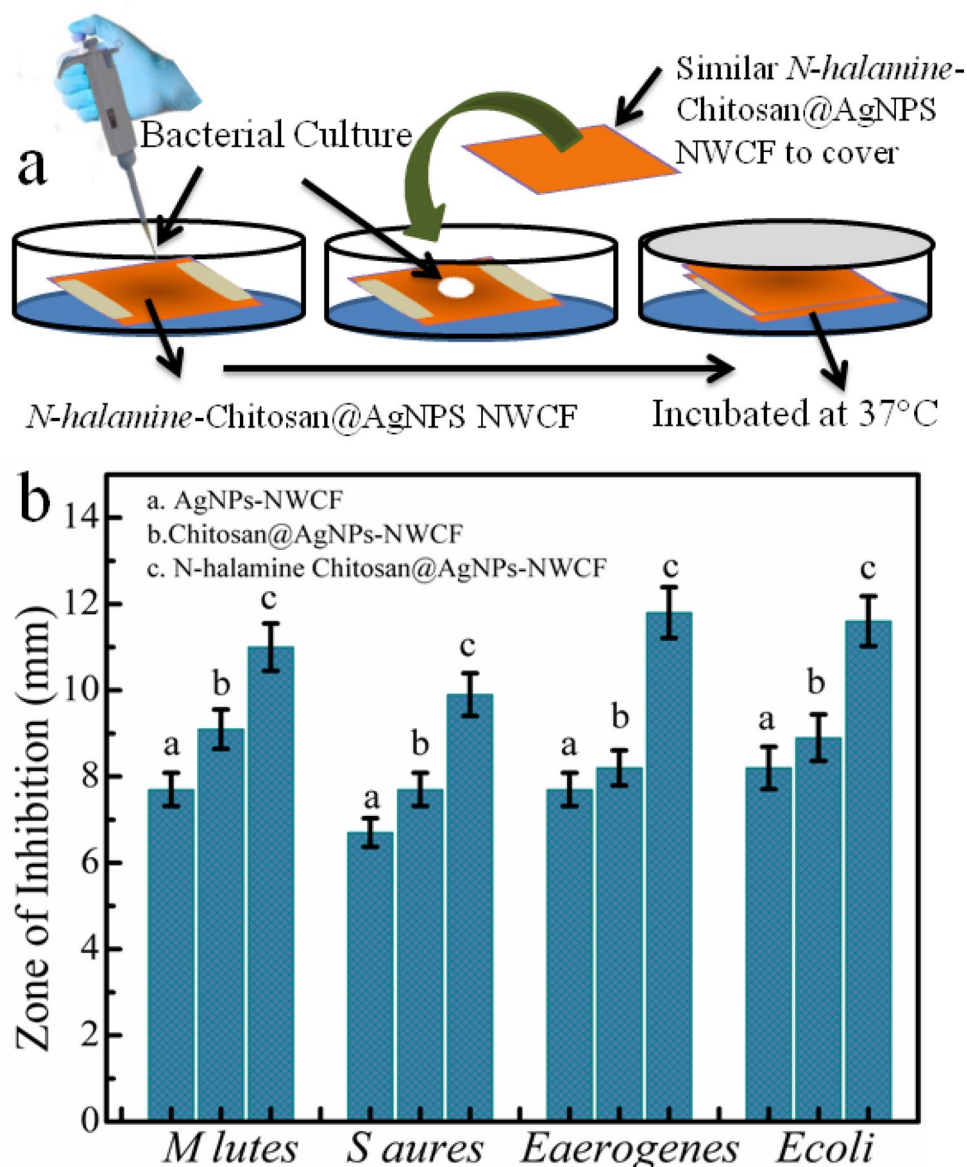 a
Bacterial Culture
Similar N-halamine-
Chitosan@AgNPS
NWCF to cover
N-halamine-Chitosan@AgNPS NWCF
Incubated at 37°C
b
a. AgNPs-NWCF
b.Chitosan@AgNPs-NWCF
c. N-halamine Chitosan@AgNPs-NWCF
Zone of Inhibition (mm)
14
12
10
8
6
4
2
0
a
b
c
a
b
c
a
b
c
a
b
c
M lutes
S aures
Eaerogenes
Ecoli